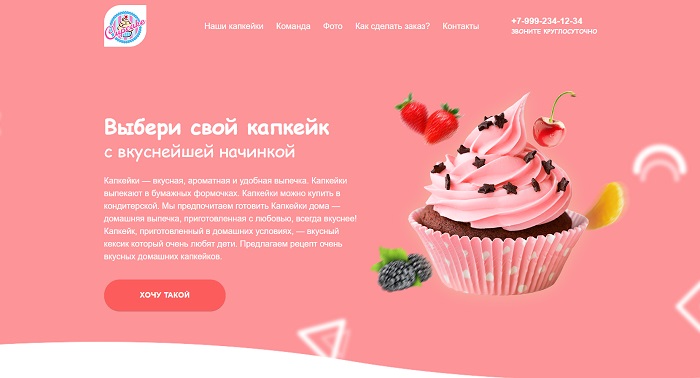 Cupcake
Наши капкейки Команда Фото Как сделать заказ? Контакты
+7-999-234-12-34
ЗВОНИТЕ КРУГЛОСУТОЧНО
Выбери свой капкейк
с вкуснейшей начинкой
Капкейки — вкусная, ароматная и удобная выпечка. Капкейки
выпекают в бумажных формочках. Капкейки можно купить в
кондитерской. Мы предпочитаем готовить Капкейки дома —
домашняя выпечка, приготовленная с любовью, всегда вкуснее!
Капкейк, приготовленный в домашних условиях, — вкусный
кексик который очень любят дети. Предлагаем рецепт очень
вкусных домашних капкейков.
ХОЧУ ТАКОЙ